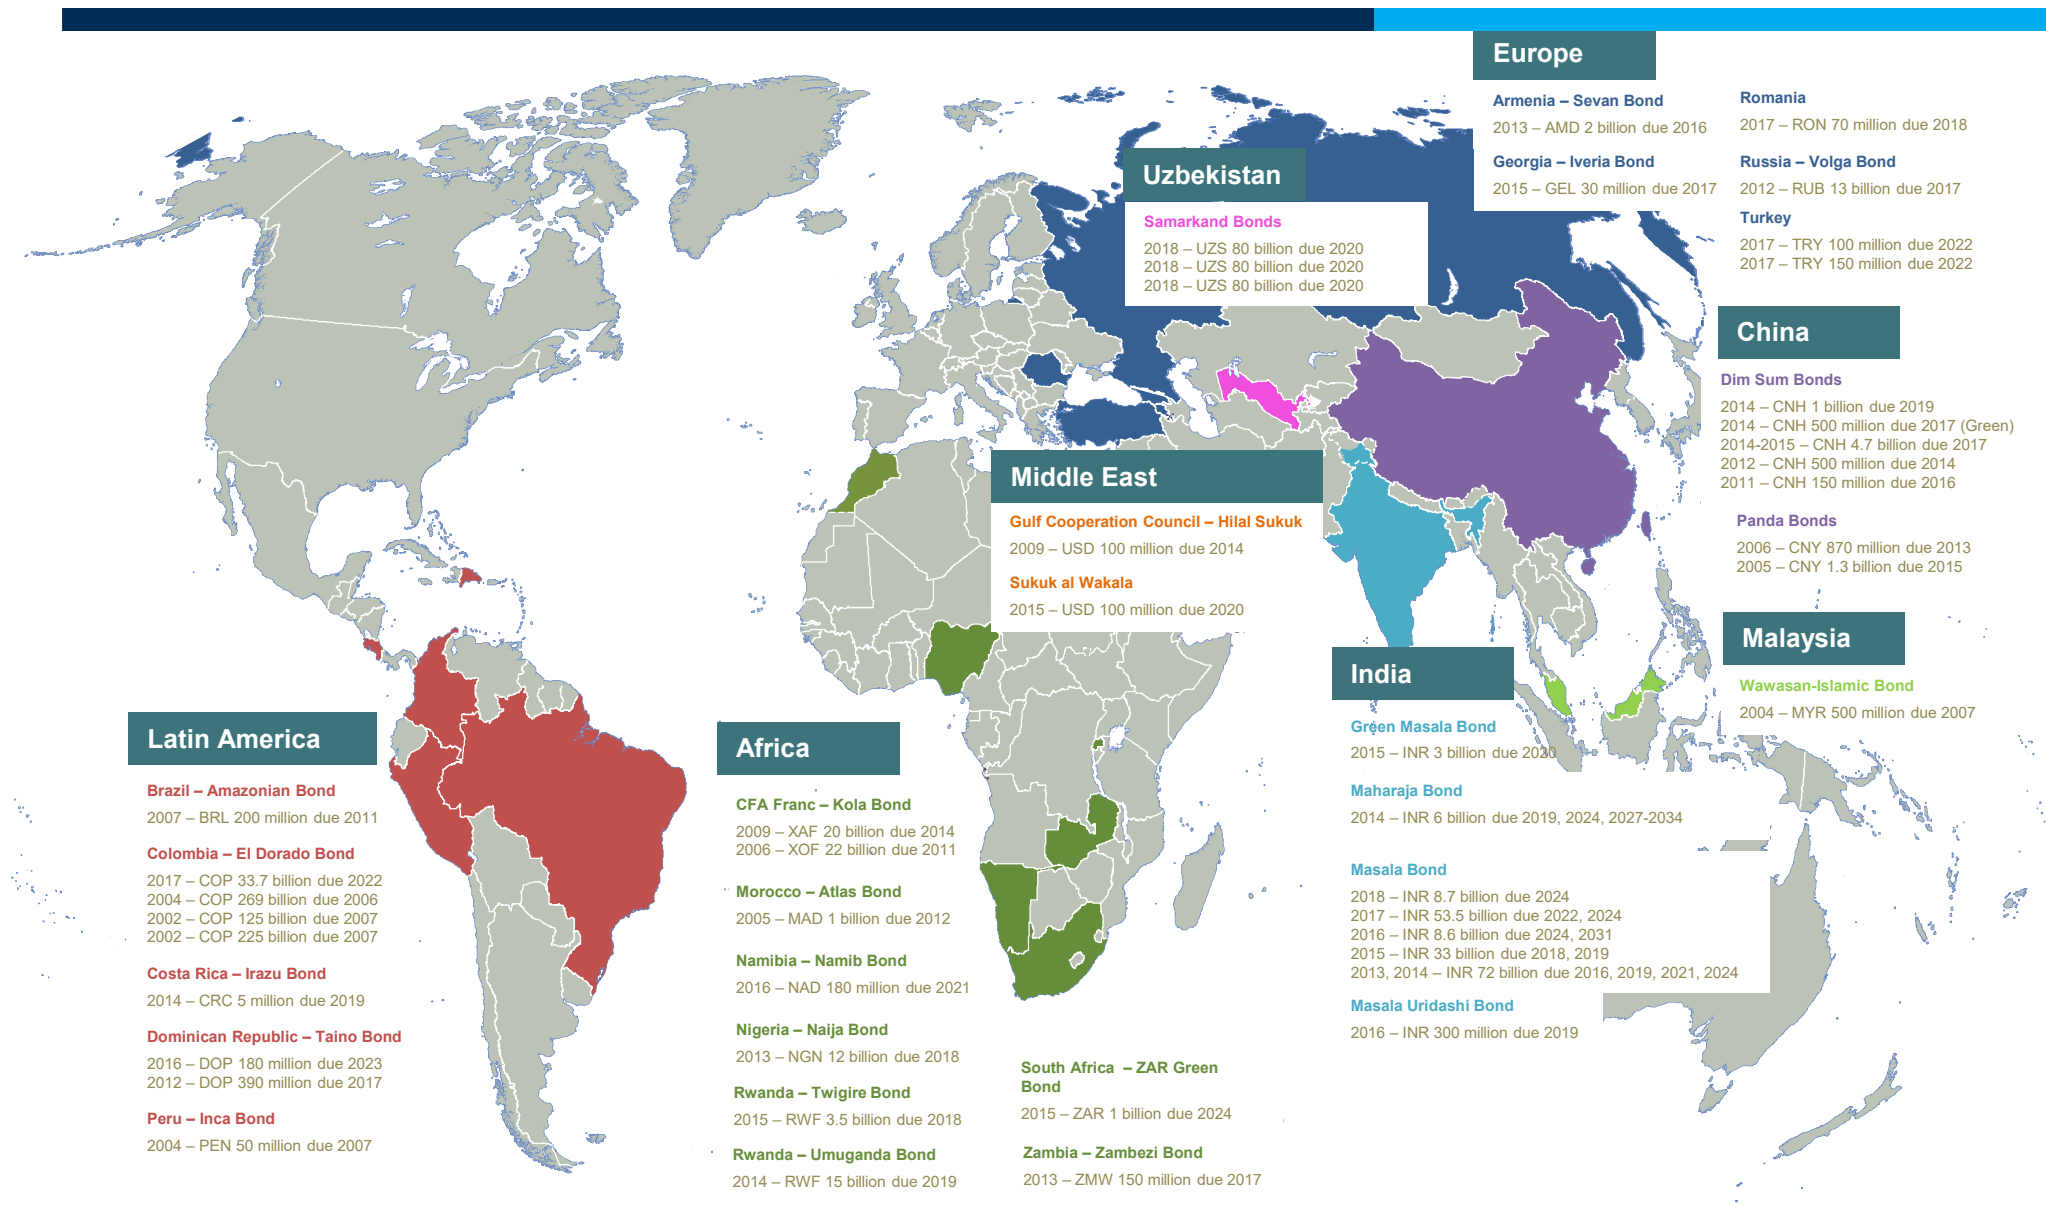 Europe
Armenia – Sevan Bond
2013 – AMD 2 billion due 2016
Georgia – Iveria Bond
2015 – GEL 30 million due 2017
Romania
2017 – RON 70 million due 2018
Russia – Volga Bond
2012 – RUB 13 billion due 2017
Turkey
2017 – TRY 100 million due 2022
2017 – TRY 150 million due 2022
Uzbekistan
Samarkand Bonds
2018 – UZS 80 billion due 2020
2018 – UZS 80 billion due 2020
2018 – UZS 80 billion due 2020
China
Dim Sum Bonds
2014 – CNH 1 billion due 2019
2014 – CNH 500 million due 2017 (Green)
2014-2015 – CNH 4.7 billion due 2017
2012 – CNH 500 million due 2014
2011 – CNH 150 million due 2016
Panda Bonds
2006 – CNY 870 million due 2013
2005 – CNY 1.3 billion due 2015
Middle East
Gulf Cooperation Council – Hilal Sukuk
2009 – USD 100 million due 2014
Sukuk al Wakala
2015 – USD 100 million due 2020
Malaysia
Wawasan-Islamic Bond
2004 – MYR 500 million due 2007
India
Green Masala Bond
2015 – INR 3 billion due 2020
Maharaja Bond
2014 – INR 6 billion due 2019, 2024, 2027-2034
Masala Bond
2018 – INR 8.7 billion due 2024
2017 – INR 53.5 billion due 2022, 2024
2016 – INR 8.6 billion due 2024, 2031
2015 – INR 33 billion due 2018, 2019
2013, 2014 – INR 72 billion due 2016, 2019, 2021, 2024
Masala Uridashi Bond
2016 – INR 300 million due 2019
Latin America
Brazil – Amazonian Bond
2007 – BRL 200 million due 2011
Colombia – El Dorado Bond
2017 – COP 33.7 billion due 2022
2004 – COP 269 billion due 2006
2002 – COP 125 billion due 2007
2002 – COP 225 billion due 2007
Costa Rica – Irazu Bond
2014 – CRC 5 million due 2019
Dominican Republic – Taino Bond
2016 – DOP 180 million due 2023
2012 – DOP 390 million due 2017
Peru – Inca Bond
2004 – PEN 50 million due 2007
Africa
CFA Franc – Kola Bond
2009 – XAF 20 billion due 2014
2006 – XOF 22 billion due 2011
Morocco – Atlas Bond
2005 – MAD 1 billion due 2012
Namibia – Namib Bond
2016 – NAD 180 million due 2021
Nigeria – Naija Bond
2013 – NGN 12 billion due 2018
Rwanda – Twigire Bond
2015 – RWF 3.5 billion due 2018
Rwanda – Umuganda Bond
2014 – RWF 15 billion due 2019
South Africa – ZAR Green
Bond
2015 – ZAR 1 billion due 2024
Zambia – Zambezi Bond
2013 – ZMW 150 million due 2017